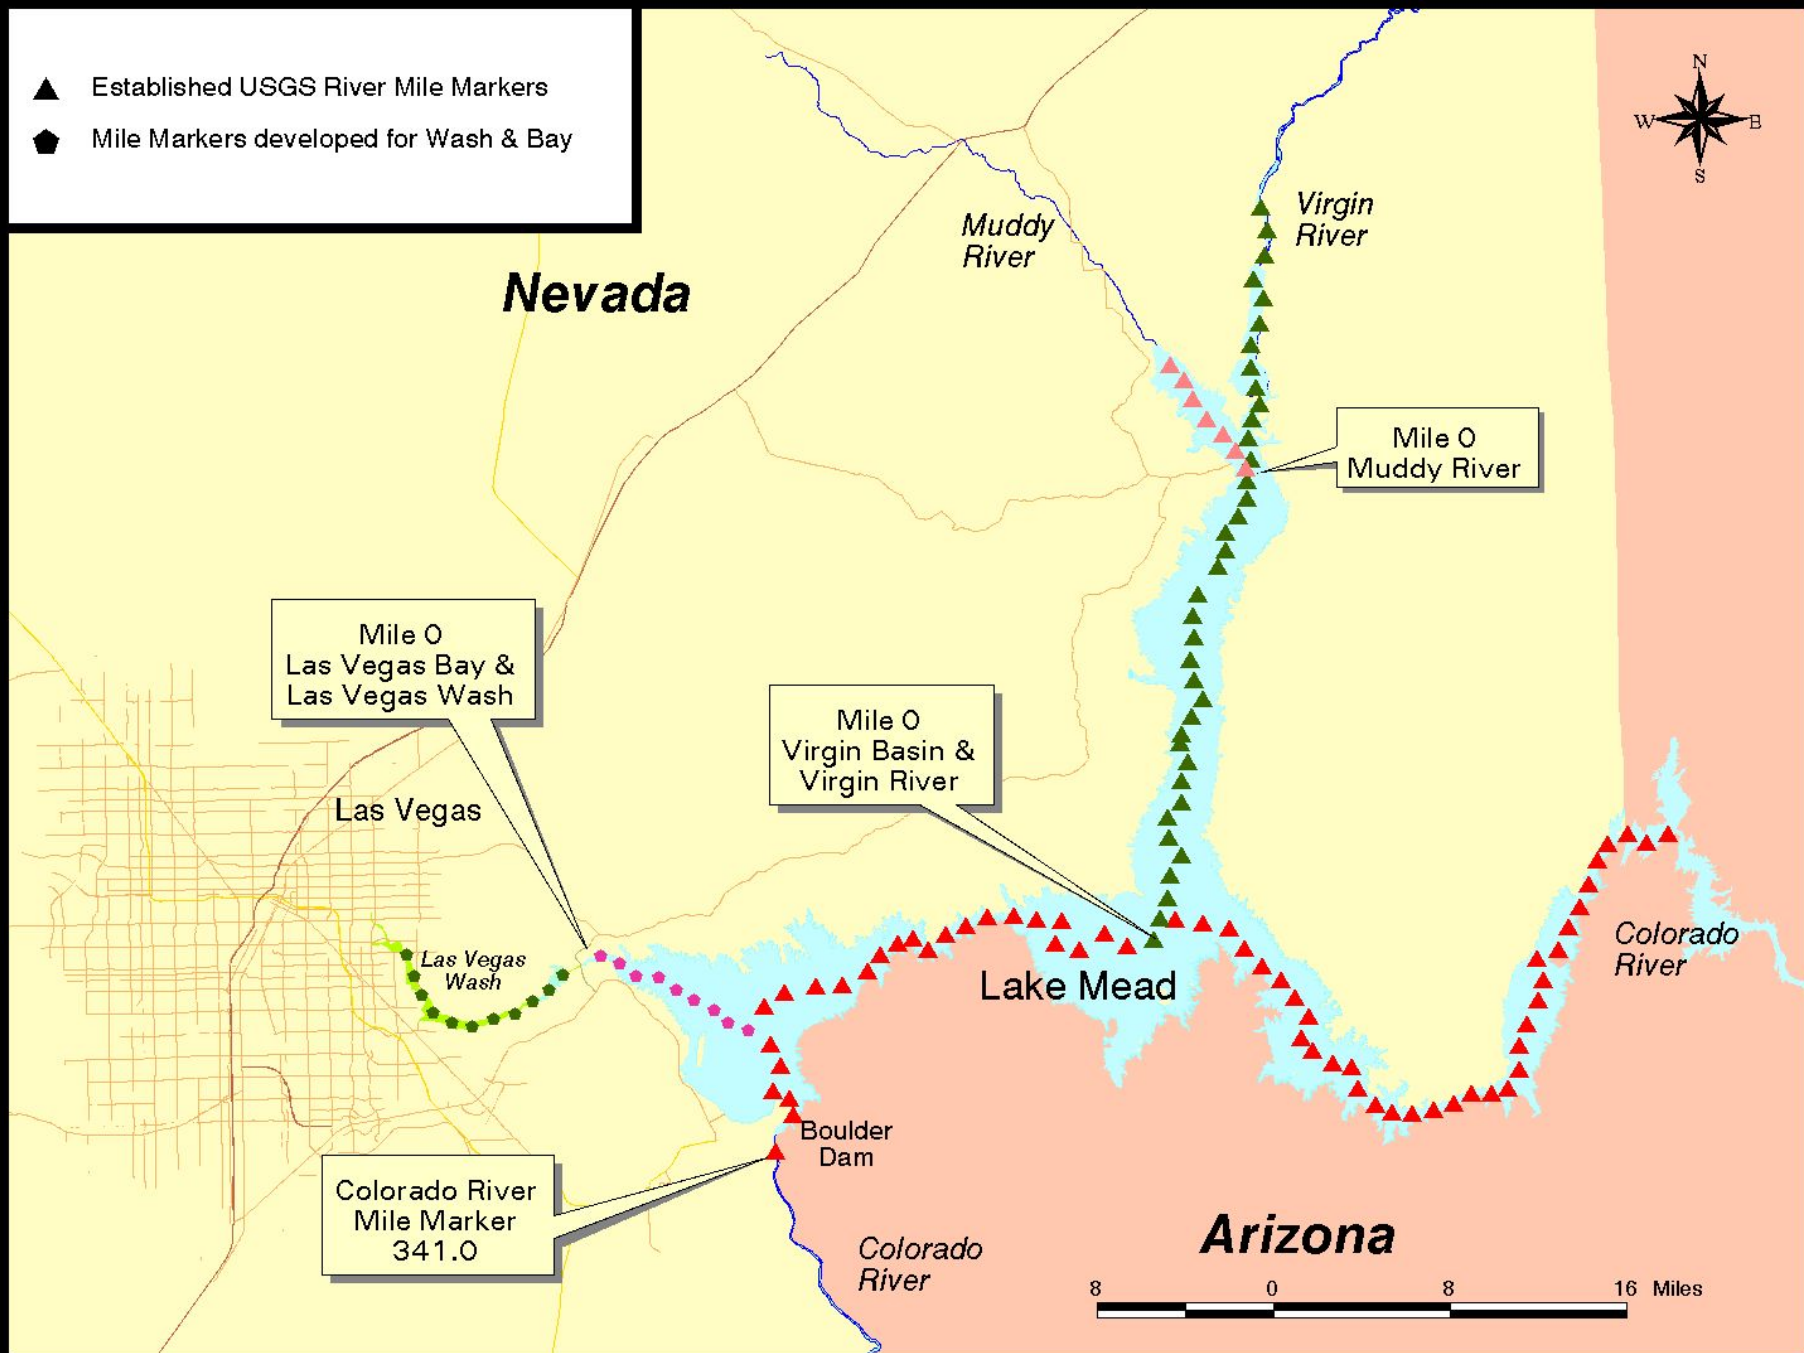 Established USGS River Mile Markers
Mile Markers developed for Wash & Bay
N
W
E
S
Virgin
River
Muddy
River
Nevada
Mile 0
Muddy River
Mile 0
Las Vegas Bay &
Las Vegas Wash
Mile 0
Virgin Basin &
Virgin River
Las Vegas
Las Vegas
Wash
Colorado
River
Lake Mead
Boulder
Dam
Colorado River
Mile Marker
341.0
Arizona
Colorado
River
8 0 8 16 Miles